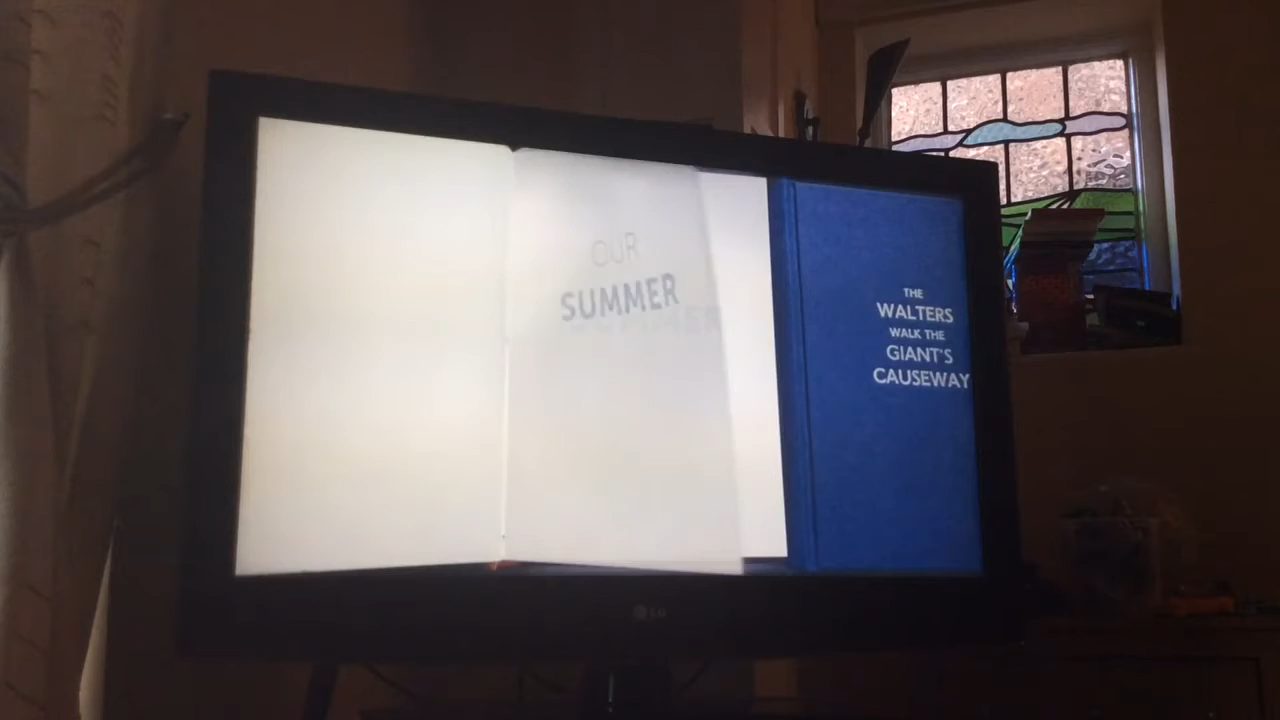 OUR
SUMMER
THE
WALTERS
WALK THE
GIANT'S
CAUSEWAY
LG